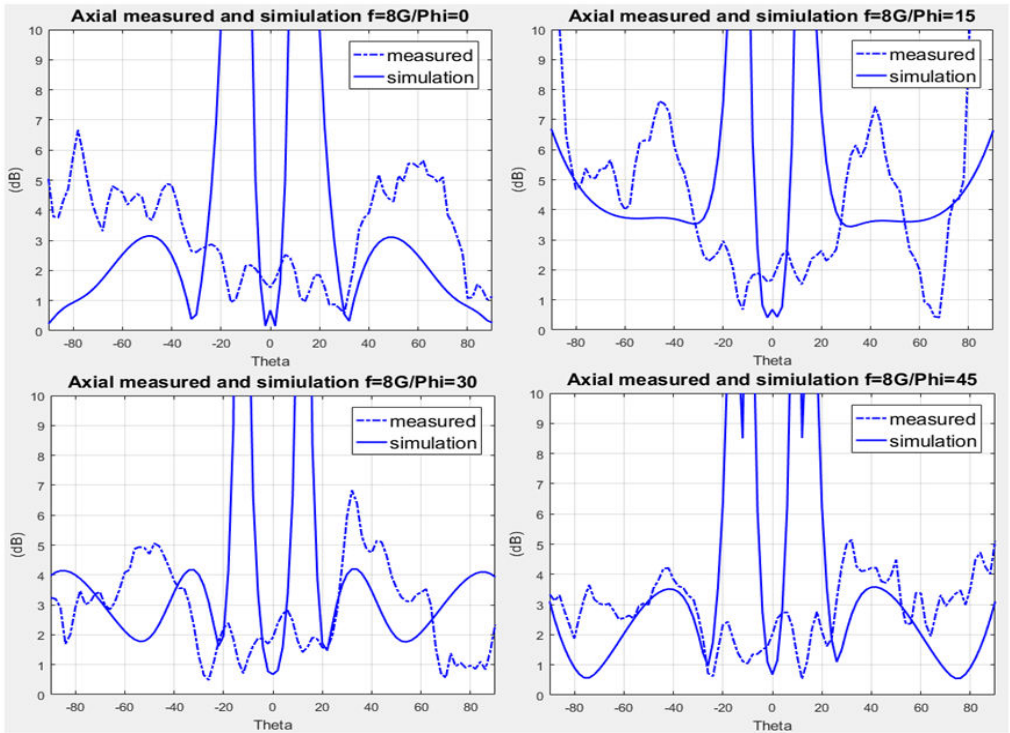 Axial measured and simiulation f=8G/Phi=0
10
9
8
7
6
5
4
3
2
1
0
(dB)
measured
simulation
-80 -60 -40 -20 0 20 40 60 80
Theta
Axial measured and simiulation f=8G/Phi=15
10
9
8
7
6
5
4
3
2
1
0
(dB)
measured
simulation
-80 -60 -40 -20 0 20 40 60 80
Theta
Axial measured and simiulation f=8G/Phi=30
10
9
8
7
6
5
4
3
2
1
0
(dB)
measured
simulation
-80 -60 -40 -20 0 20 40 60 80
Theta
Axial measured and simiulation f=8G/Phi=45
10
9
8
7
6
5
4
3
2
1
0
(dB)
measured
simulation
-80 -60 -40 -20 0 20 40 60 80
Theta